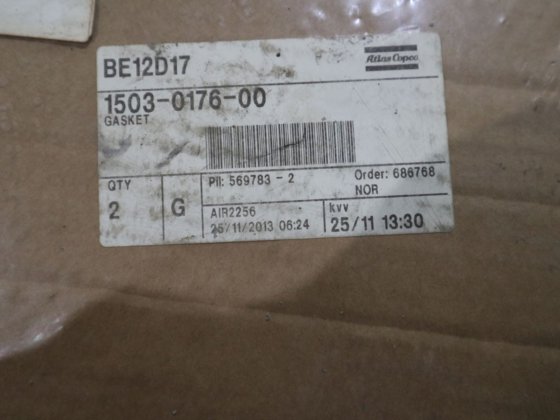 BE12D17
Atlas Copco
1503-0176-00
GASKET
QTY
2
G
Pll: 569783 - 2
Order: 686768
NOR
AIR2256
25/11/2013 06:24
kvv
25/11 13:30